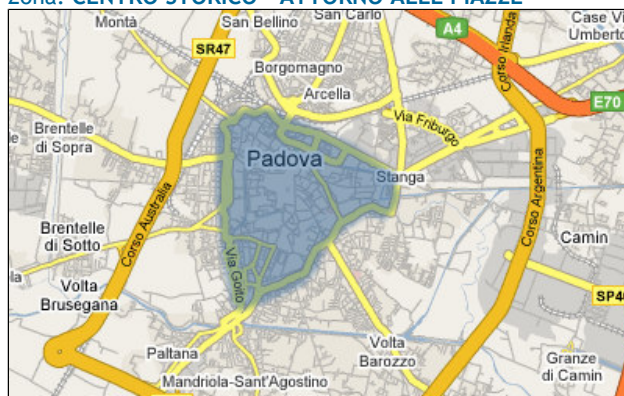 Zona: CENTRO STORICO - ATTORNO ALLE PIAZZE
Montà
San Bellino
San Carlo
Case Vi
Umberto
SR47
A4
Corso Irlanda
Borgomagno
Arcella
E70
Brentelle
di Sopra
Via Friburgo
Padova
Stanga
Corso Australia
Corso Argentina
Brentelle
di Sotto
Camin
Via Goito
Volta
Brusegana
SP40
Paltana
Volta
Barozzo
Granze
di Camin
Mandriola-Sant'Agostino